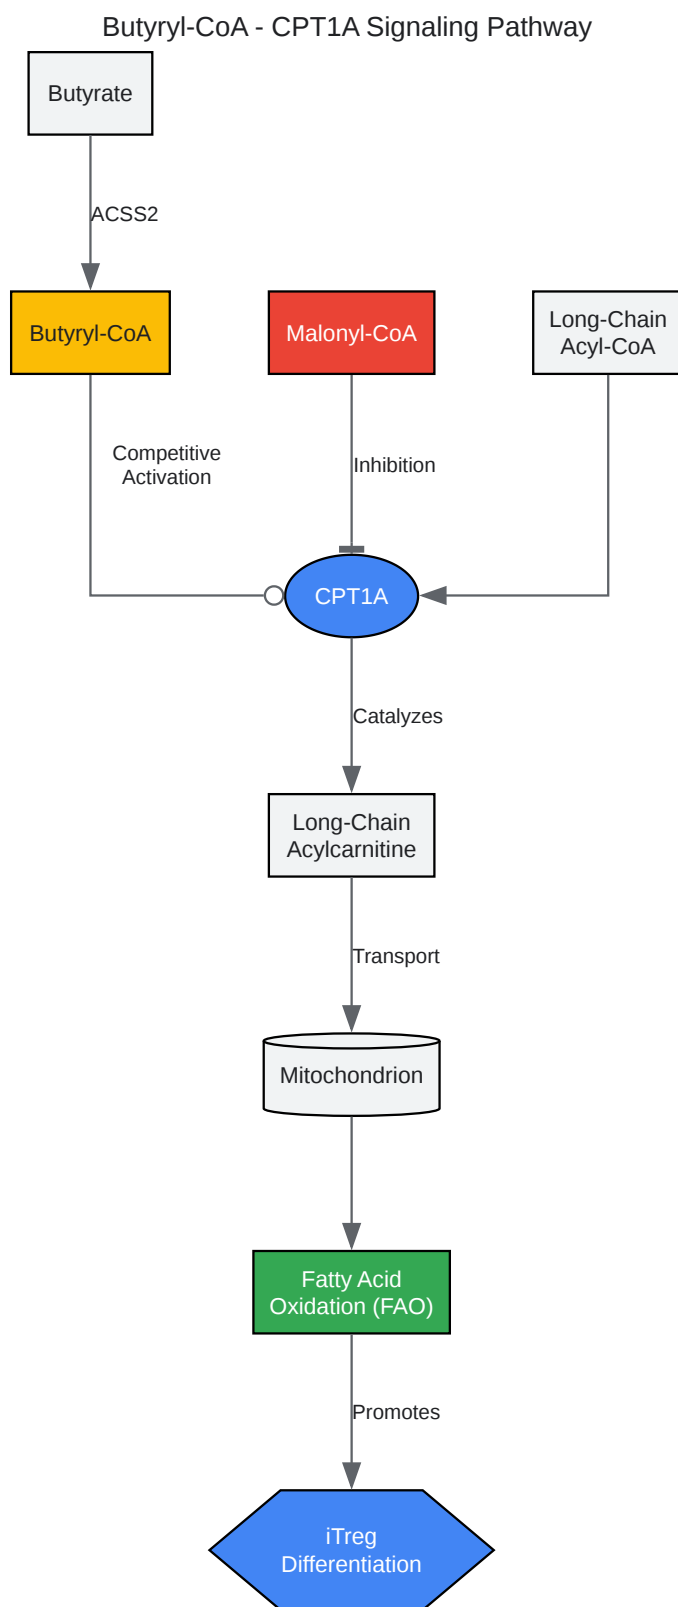 Butyryl-CoA - CPT1A Signaling Pathway
Butyrate
ACSS2
Butyryl-CoA
Malonyl-CoA
Long-Chain
Acyl-CoA
Competitive
Activation
Inhibition
CPT1A
Catalyzes
Long-Chain
Acylcarnitine
Transport
Mitochondrion
Fatty Acid
Oxidation (FAO)
Promotes
iTreg
Differentiation